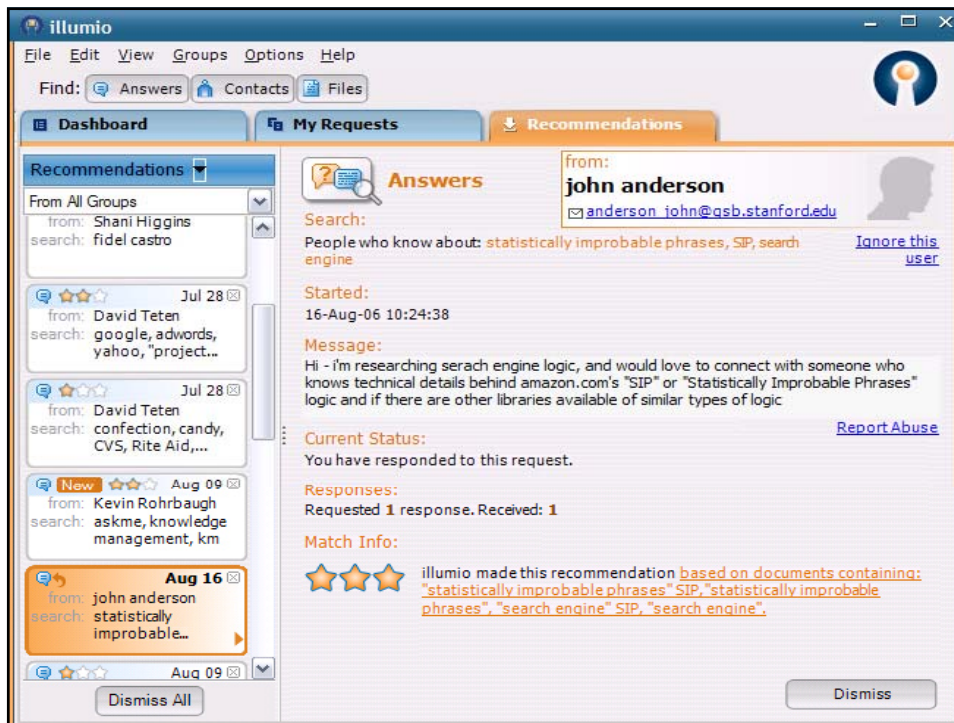 illumio
File Edit View Groups Options Help
Find: Answers Contacts Files
Dashboard
My Requests
Recommendations
Recommendations
From All Groups
from: Shani Higgins
search: fidel castro
Jul 28
from: David Teten
search: google, adwords,
yahoo, "project...
Jul 28
from: David Teten
search: confection, candy,
CVS, Rite Aid,...
New Aug 09
from: Kevin Rohrbaugh
search: askme, knowledge
management, km
Aug 16
from: john anderson
search: statistically
improbable...
Aug 09
Dismiss All
Answers
from:
john anderson
anderson_john@gsb.stanford.edu
Ignore this
user
Search:
People who know about: statistically improbable phrases, SIP, search
engine
Started:
16-Aug-06 10:24:38
Message:
Hi - i'm researching serach engine logic, and would love to connect with someone who
knows technical details behind amazon.com's "SIP" or "Statistically Improbable Phrases"
logic and if there are other libraries available of similar types of logic
Report Abuse
Current Status:
You have responded to this request.
Responses:
Requested 1 response. Received: 1
Match Info:
illumio made this recommendation based on documents containing:
"statistically improbable phrases" SIP,"statistically improbable
phrases", "search engine" SIP, "search engine".
Dismiss